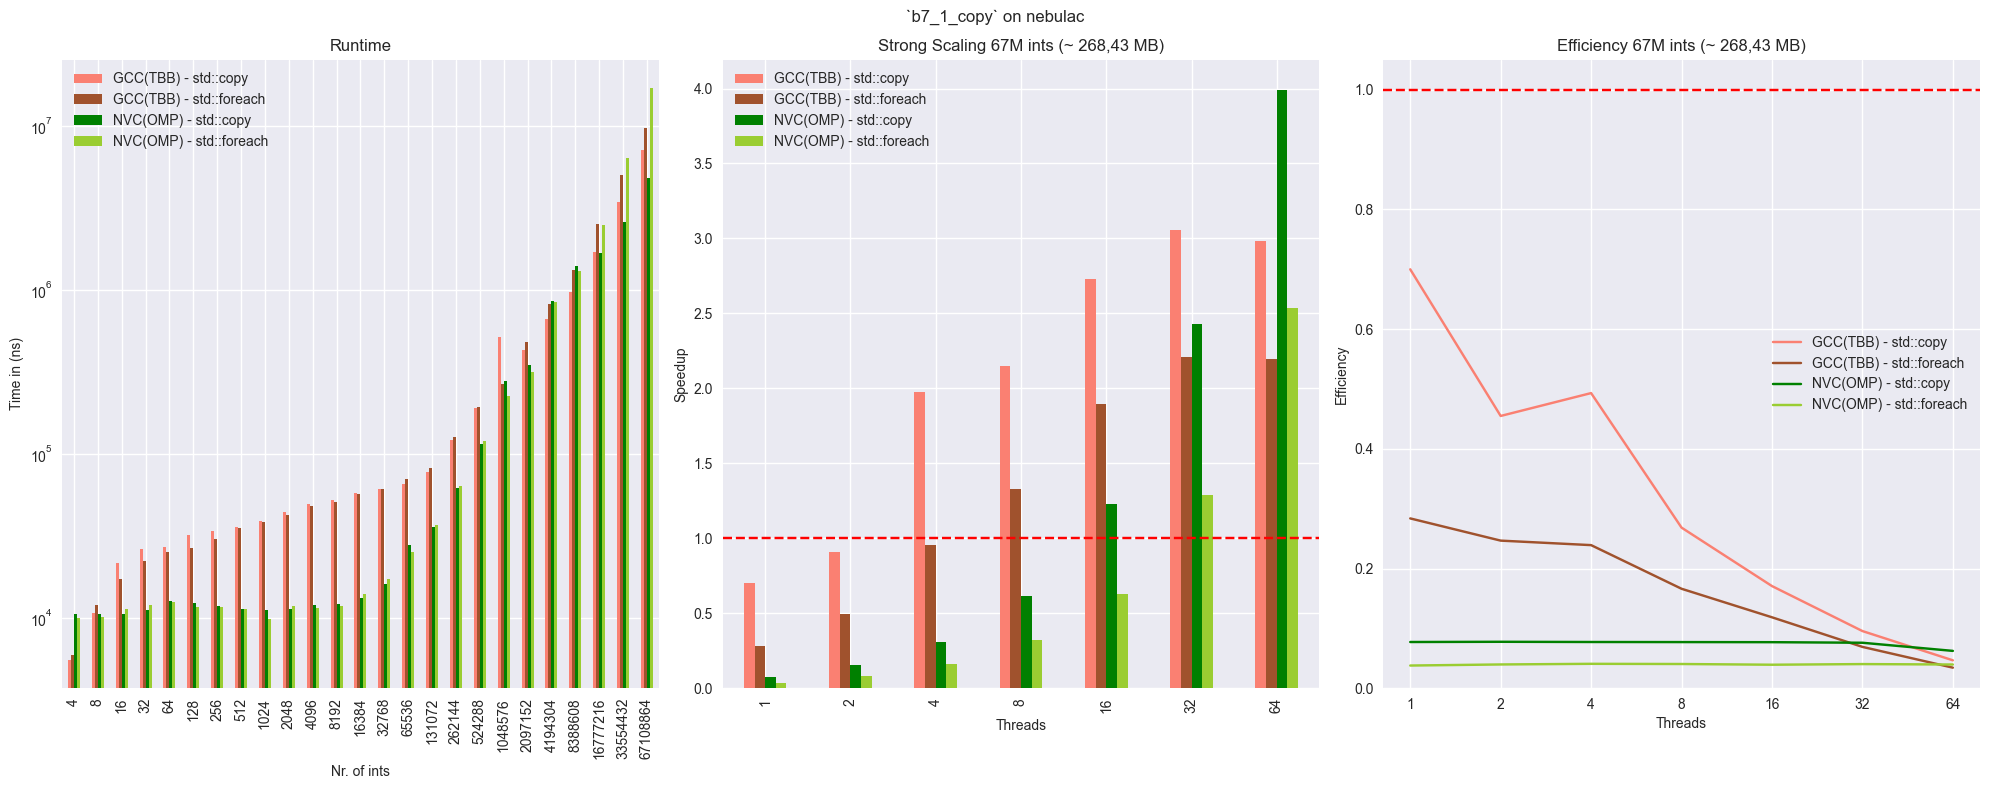 `b7_1_copy` on nebulac
Runtime
GCC(TBB) - std::copy
GCC(TBB) - std::foreach
NVC(OMP) - std::copy
NVC(OMP) - std::foreach
Time in (ns)
10^7
10^6
10^5
10^4
4 8 16 32 64 128 256 512 1024 2048 4096 8192 16384 32768 65536 131072 262144 524288 1048576 2097152 4194304 8388608 16777216 33554432 67108864
Nr. of ints
Strong Scaling 67M ints (~ 268,43 MB)
GCC(TBB) - std::copy
GCC(TBB) - std::foreach
NVC(OMP) - std::copy
NVC(OMP) - std::foreach
Speedup
4.0
3.5
3.0
2.5
2.0
1.5
1.0
0.5
0.0
1 2 4 8 16 32 64
Threads
Efficiency 67M ints (~ 268,43 MB)
Efficiency
1.0
0.8
0.6
0.4
0.2
0.0
GCC(TBB) - std::copy
GCC(TBB) - std::foreach
NVC(OMP) - std::copy
NVC(OMP) - std::foreach
1 2 4 8 16 32 64
Threads